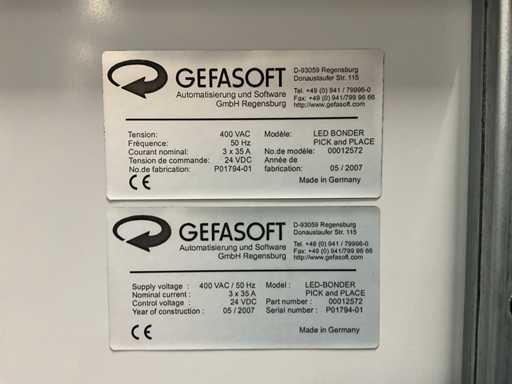 GEFASOFT
Automatisierung und Software
GmbH Regensburg
D-93059 Regensburg
Donaustaufer Str. 115
Tel. +49 (0) 941 / 79996-0
Fax: +49 (0) 941/799 96 66
http://www.gefasoft.com
Tension: 400 VAC Modèle: LED BONDER
Fréquence: 50 Hz PICK and PLACE
Courant nominal: 3 x 35 A No.de modèle: 00012572
Tension de commande: 24 VDC Année de
No.de fabrication: P01794-01 fabrication: 05 / 2007
CE Made in Germany
GEFASOFT
Automatisierung und Software
GmbH Regensburg
D-93059 Regensburg
Donaustaufer Str. 115
Tel. +49 (0) 941 / 79996-0
Fax: +49 (0) 941/799 96 66
http://www.gefasoft.com
Supply voltage : 400 VAC / 50 Hz Model : LED-BONDER
Nominal current : 3 x 35 A PICK and PLACE
Control voltage : 24 VDC Part number : 00012572
Year of construction : 05 / 2007 Serial number : P01794-01
CE Made in Germany